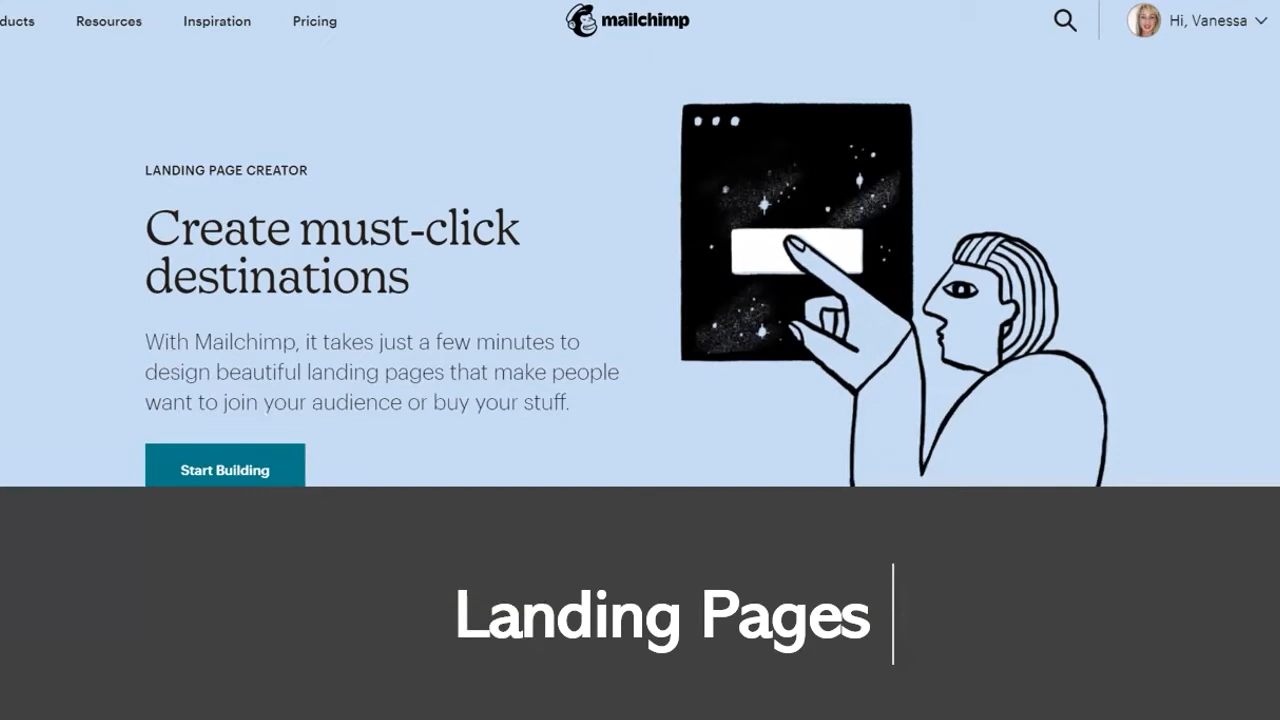 ducts Resources Inspiration Pricing mailchimp Hi, Vanessa
LANDING PAGE CREATOR
Create must-click
destinations
With Mailchimp, it takes just a few minutes to
design beautiful landing pages that make people
want to join your audience or buy your stuff.
Start Building
Landing Pages